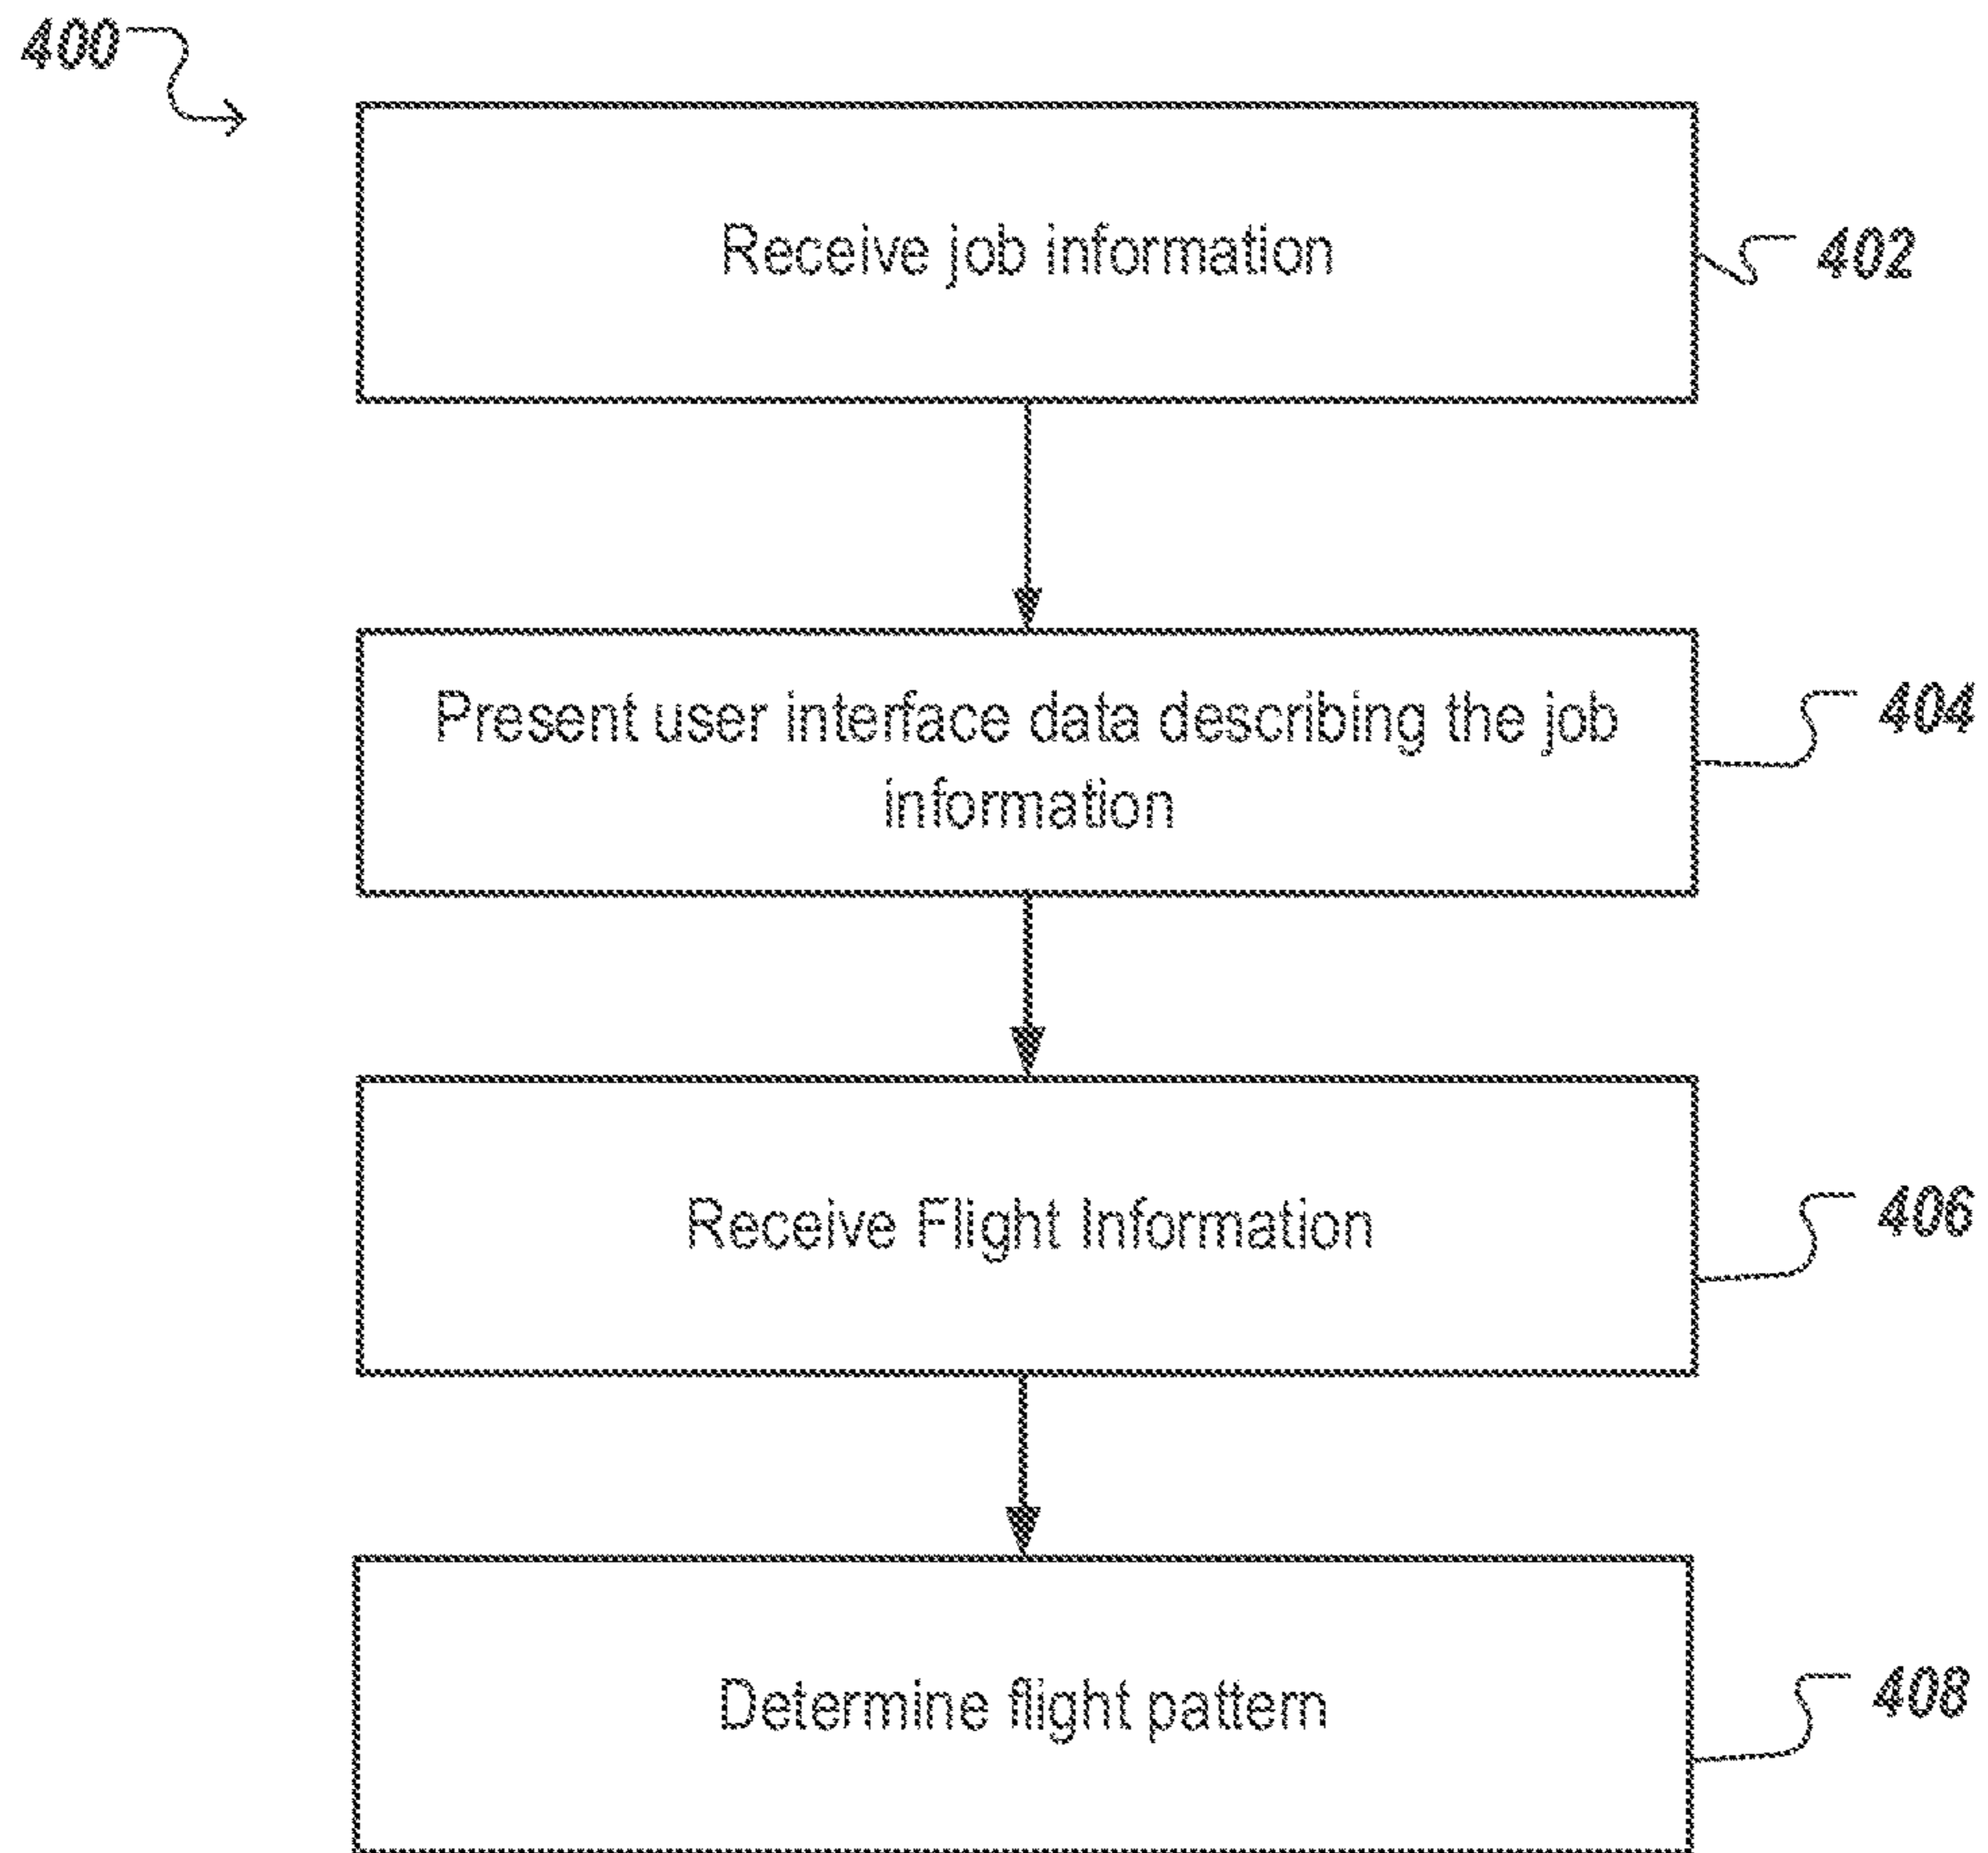 400
Receive job information
402
Present user interface data describing the job
information
404
Receive Flight Information
406
Determine flight pattern
408